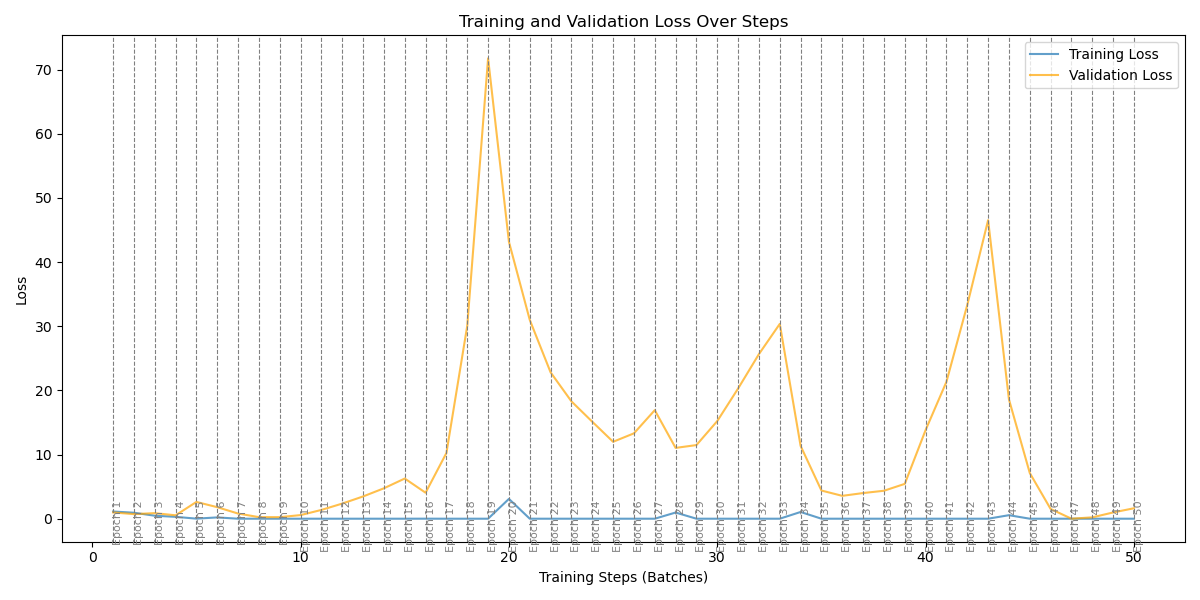 Training and Validation Loss Over Steps
Training Loss
Validation Loss
Loss
70
60
50
40
30
20
10
0
Epoch 1
Epoch 2
Epoch 3
Epoch 4
Epoch 5
Epoch 6
Epoch 7
Epoch 8
Epoch 9
Epoch 10
Epoch 11
Epoch 12
Epoch 13
Epoch 14
Epoch 15
Epoch 16
Epoch 17
Epoch 18
Epoch 19
Epoch 20
Epoch 21
Epoch 22
Epoch 23
Epoch 24
Epoch 25
Epoch 26
Epoch 27
Epoch 28
Epoch 29
Epoch 30
Epoch 31
Epoch 32
Epoch 33
Epoch 34
Epoch 35
Epoch 36
Epoch 37
Epoch 38
Epoch 39
Epoch 40
Epoch 41
Epoch 42
Epoch 43
Epoch 44
Epoch 45
Epoch 46
Epoch 47
Epoch 48
Epoch 49
Epoch 50
0
10
20
30
40
50
Training Steps (Batches)